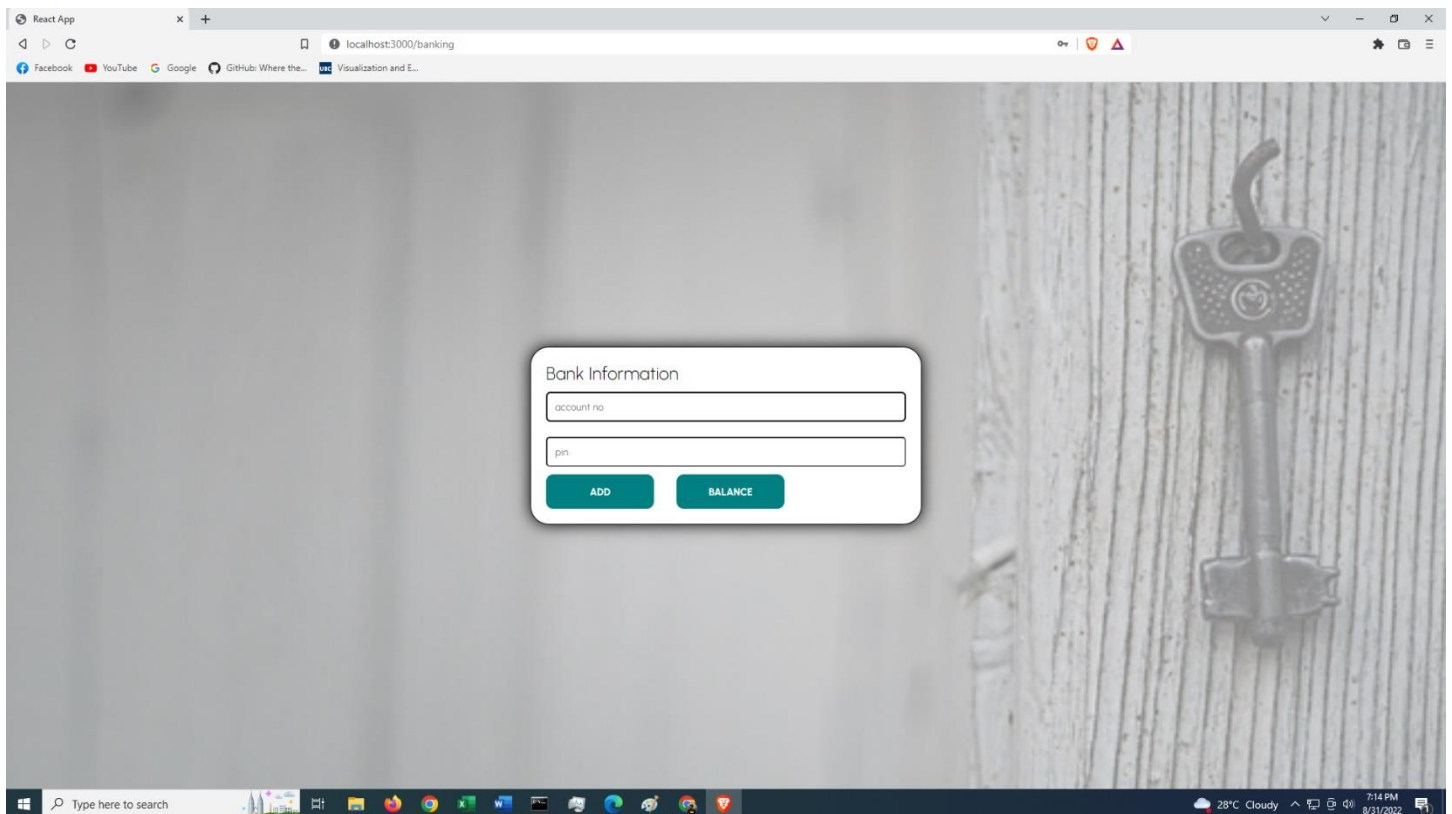 React App
localhost:3000/banking
Facebook YouTube Google GitHub: Where the... UBC Visualization and E...
Bank Information
account no
pin
ADD BALANCE
Type here to search
28°C Cloudy
7:14 PM
8/31/2022